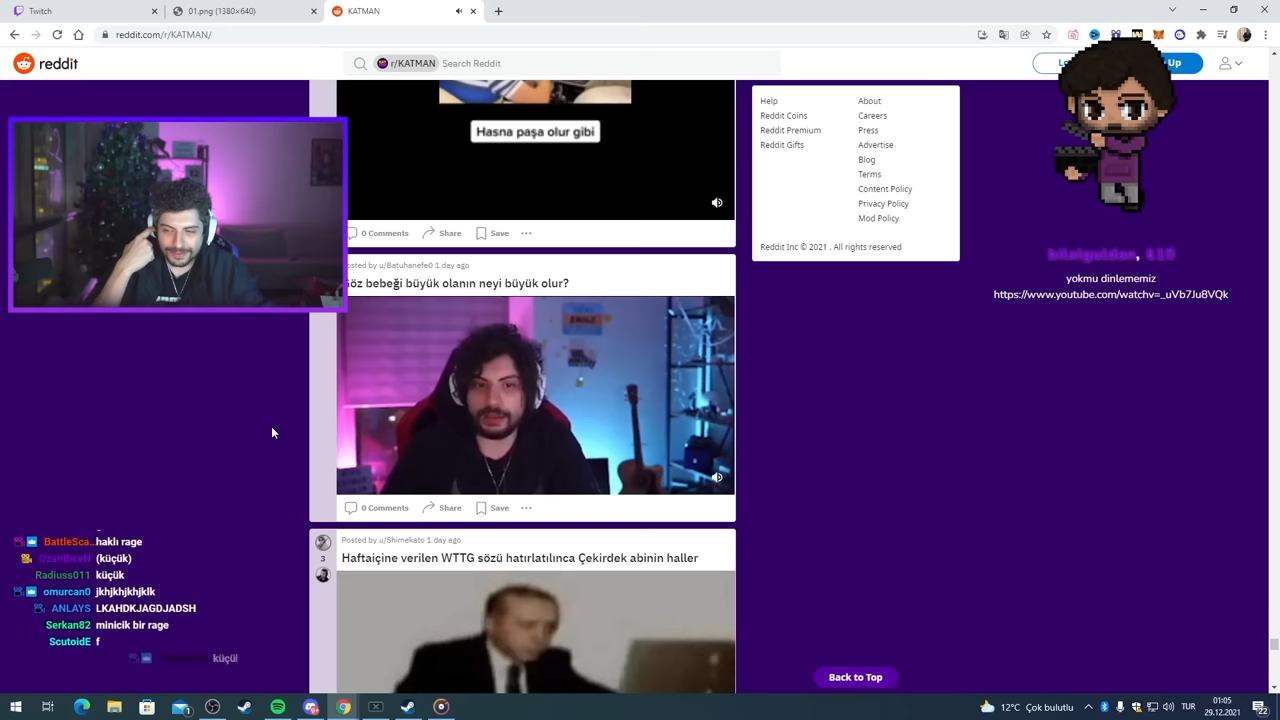 Twitch
01.png (1380×640)
KATMAN
reddit.com/r/KATMAN/
reddit
r/KATMAN
Search Reddit
Up
Hasna paşa olur gibi
0 Comments
Share
Save
Help
About
Reddit Coins
Careers
Reddit Premium
Press
Reddit Gifts
Advertise
Blog
Terms
Content Policy
Privacy Policy
Mod Policy
Reddit Inc © 2021 . All rights reserved
yokmu dinlememiz
https://www.youtube.com/watchv=_uVb7Ju8VQk
osted by u/Batuhanefe0 1 day ago
öz bebeği büyük olanın neyi büyük olur?
0 Comments
Share
Save
Posted by u/Shimekato 1 day ago
3
Haftaiçine verilen WTTG sözü hatırlatılınca Çekirdek abinin haller
BattleSca... haklı rage
OzanBiceN (küçük)
Radiuss011 küçük
omurcan0 jkhjkhjkhjklk
ANLAYS LKAHDKJAGDJADSH
Serkan82 minicik bir rage
ScutoidE f
Back to Top
12°C Çok bulutlu
TUR
01:05
29.12.2021
22